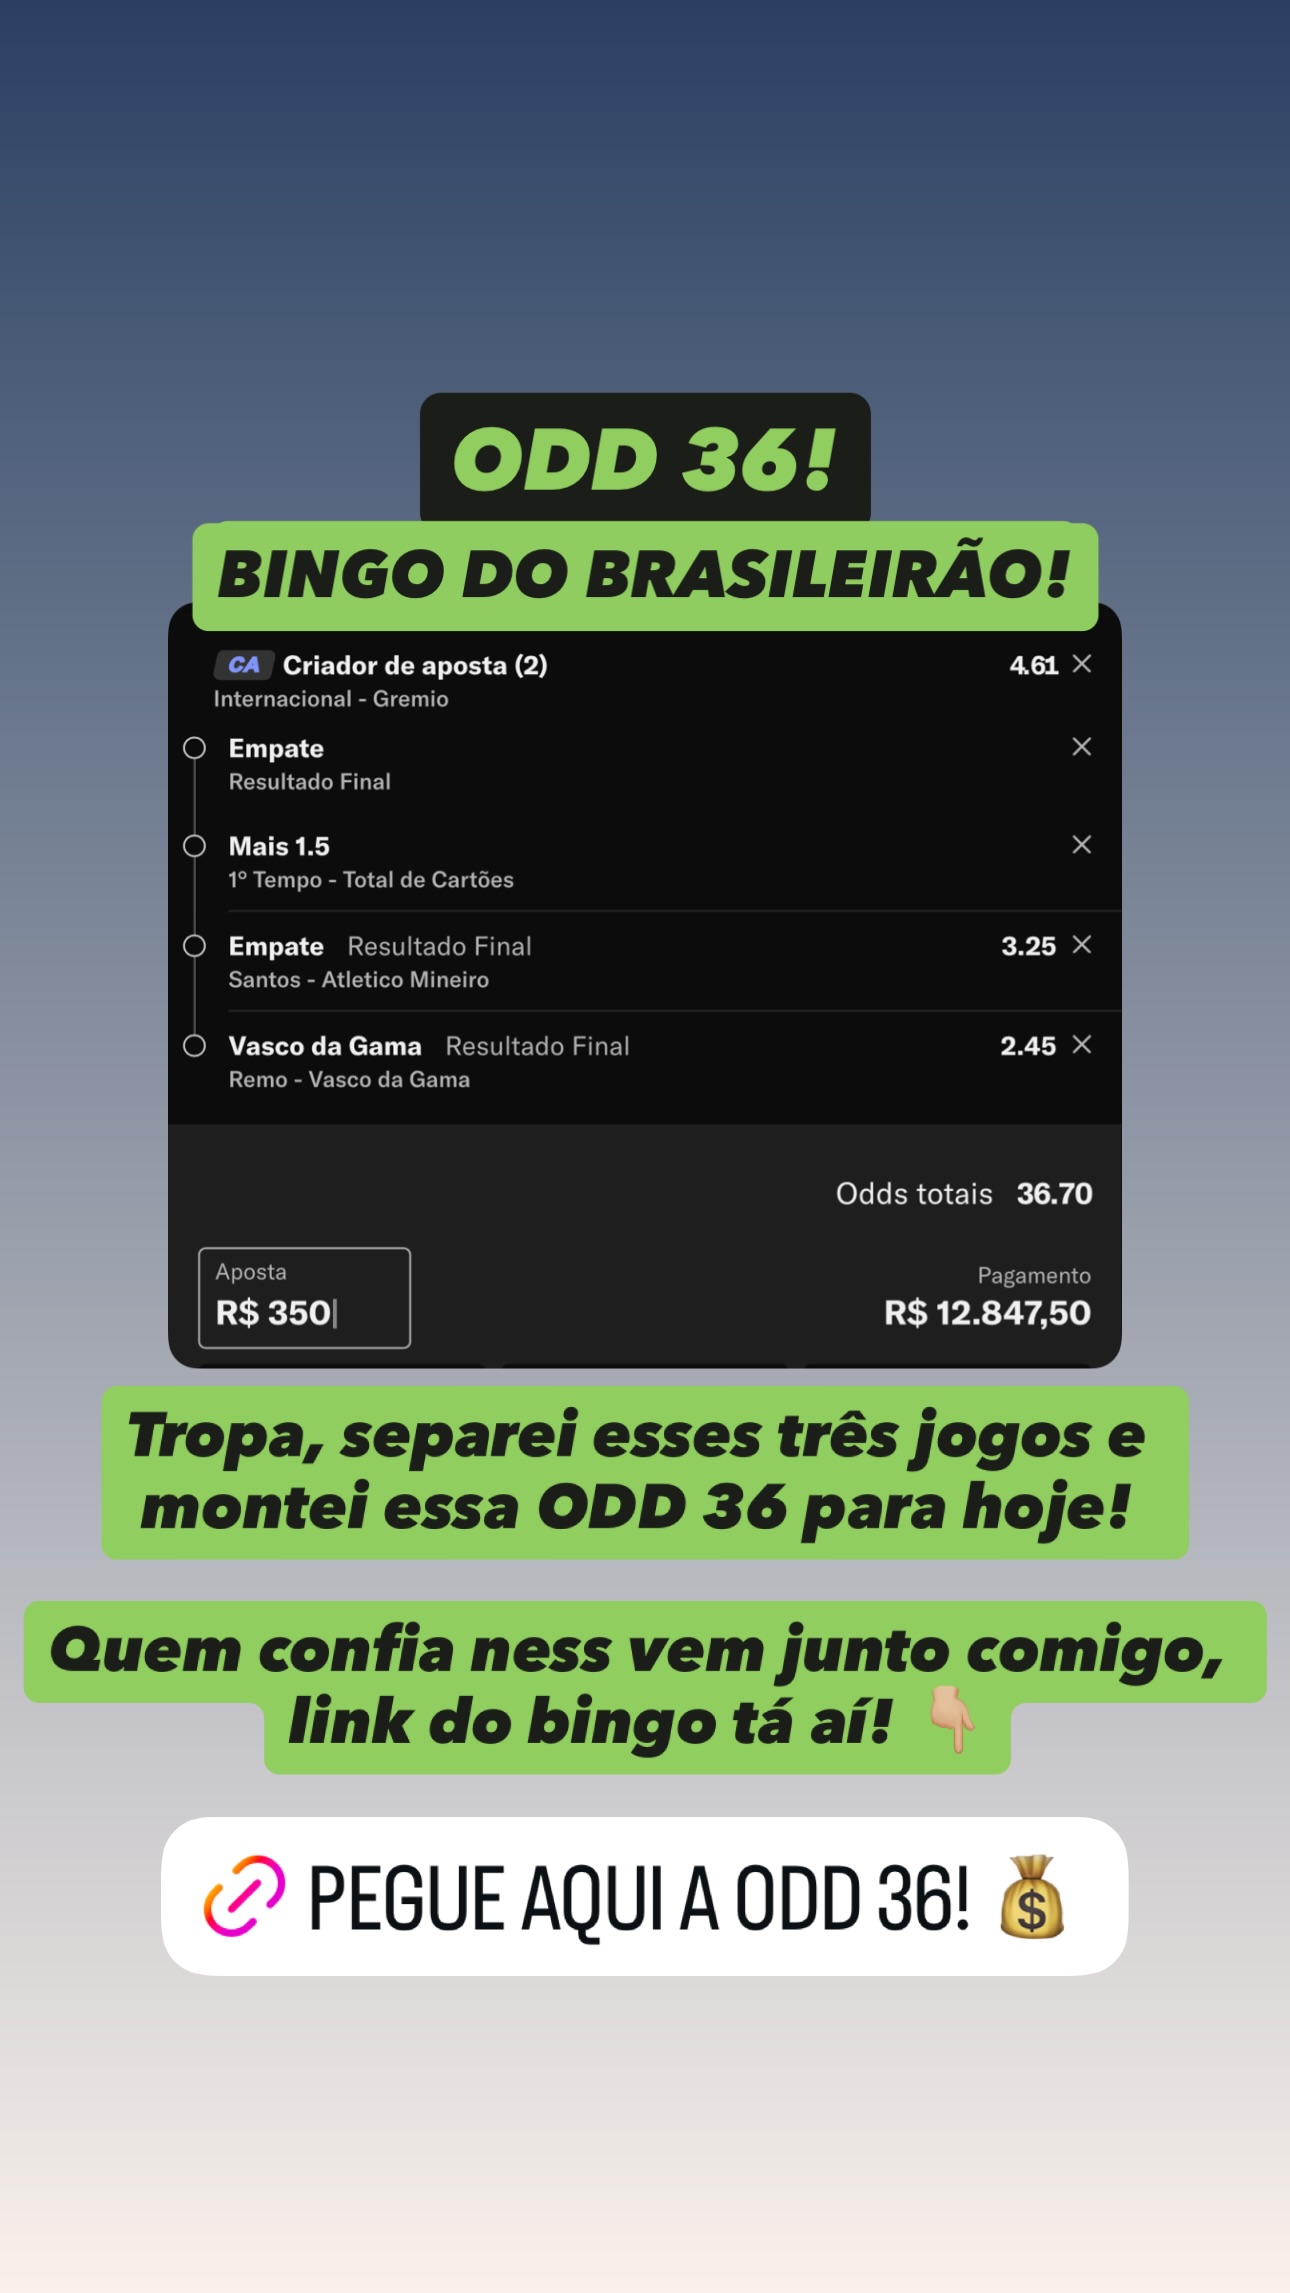 ODD 36!
BINGO DO BRASILEIRÃO!
CA Criador de aposta (2) 4.61
Internacional - Gremio
Empate
Resultado Final
Mais 1.5
1º Tempo - Total de Cartões
Empate Resultado Final 3.25
Santos - Atletico Mineiro
Vasco da Gama Resultado Final 2.45
Remo - Vasco da Gama
Odds totais 36.70
Aposta
R$ 350
Pagamento
R$ 12.847,50
Tropa, separei esses três jogos e
montei essa ODD 36 para hoje!
Quem confia ness vem junto comigo,
link do bingo tá aí! 👇🏼
PEGUE AQUI A ODD 36! 💰